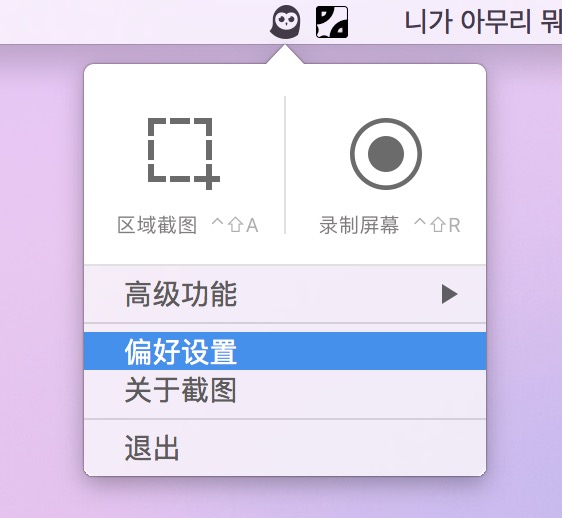 니가 아무리 뭐
区域截图 ^⇧A
录制屏幕 ^⇧R
高级功能
偏好设置
关于截图
退出